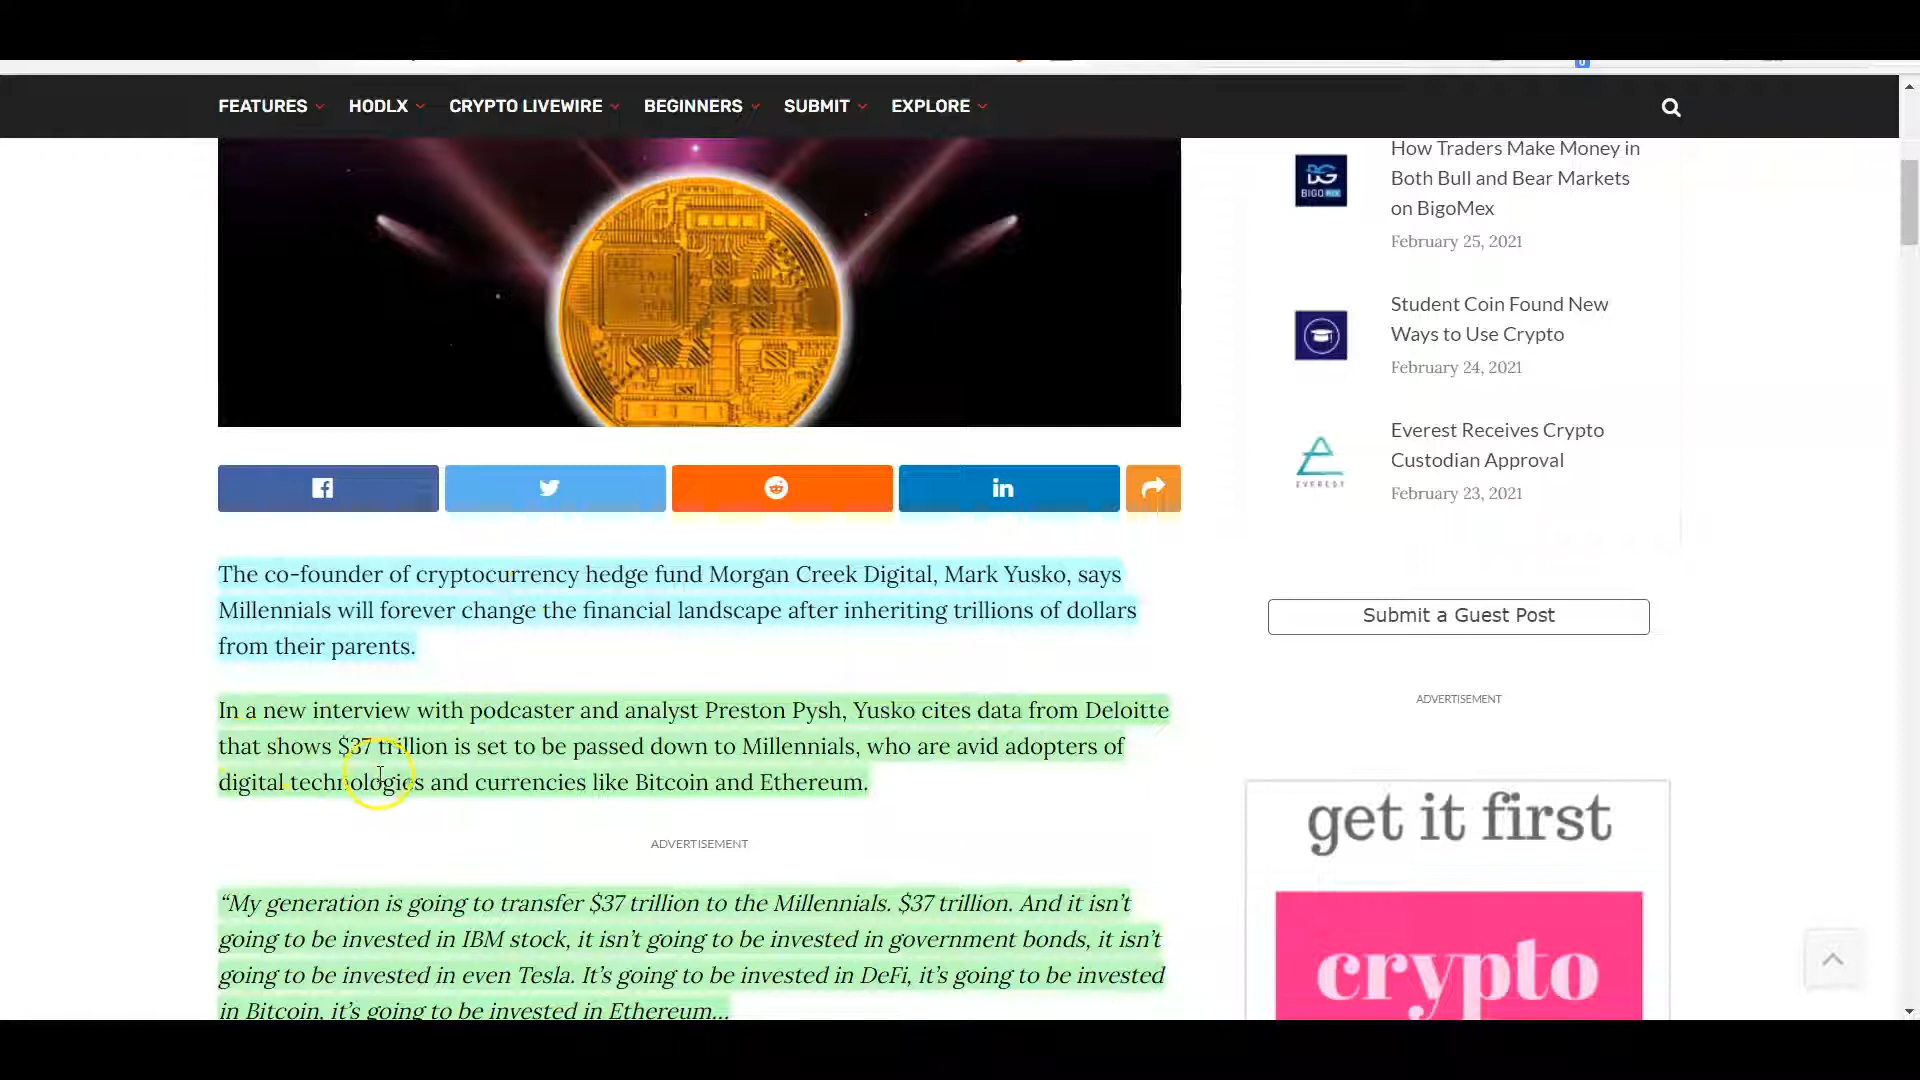 FEATURES HODLX CRYPTO LIVEWIRE BEGINNERS SUBMIT EXPLORE
How Traders Make Money in
Both Bull and Bear Markets
on BigoMex
February 25, 2021
BG
BIGOMEX
Student Coin Found New
Ways to Use Crypto
February 24, 2021
Everest Receives Crypto
Custodian Approval
February 23, 2021
EVEREST
The co-founder of cryptocurrency hedge fund Morgan Creek Digital, Mark Yusko, says
Millennials will forever change the financial landscape after inheriting trillions of dollars
from their parents.
In a new interview with podcaster and analyst Preston Pysh, Yusko cites data from Deloitte
that shows $37 trillion is set to be passed down to Millennials, who are avid adopters of
digital technologies and currencies like Bitcoin and Ethereum.
ADVERTISEMENT
“My generation is going to transfer $37 trillion to the Millennials. $37 trillion. And it isn’t
going to be invested in IBM stock, it isn’t going to be invested in government bonds, it isn’t
going to be invested in even Tesla. It’s going to be invested in DeFi, it’s going to be invested
in Bitcoin, it’s going to be invested in Ethereum…
Submit a Guest Post
ADVERTISEMENT
get it first
crypto